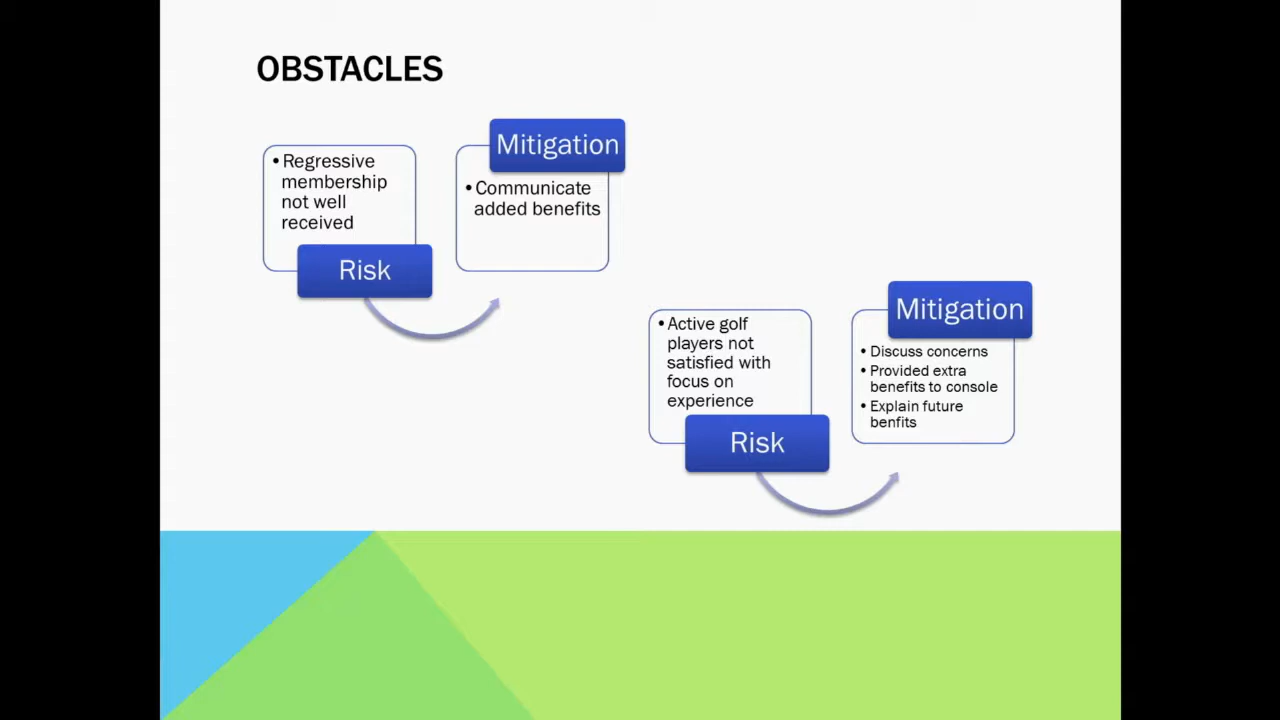 OBSTACLES
• Regressive
membership
not well
received
Risk
Mitigation
• Communicate
added benefits
• Active golf
players not
satisfied with
focus on
experience
Risk
Mitigation
• Discuss concerns
• Provided extra
benefits to console
• Explain future
benfits